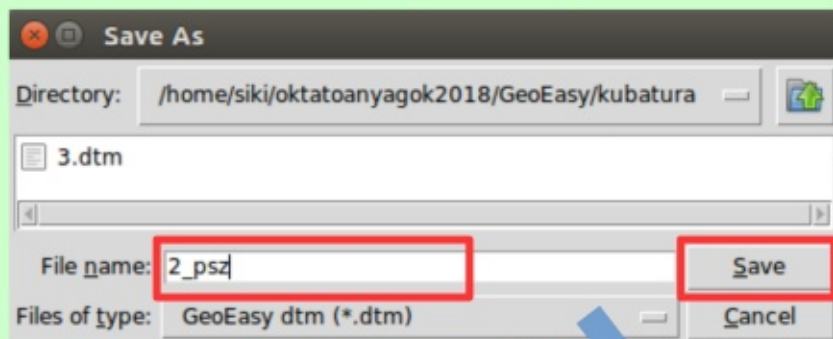 Save As
Directory: /home/siki/oktatoanyagok2018/GeoEasy/kubatura
3.dtm
File name: 2_psz Save
Files of type: GeoEasy dtm (*.dtm) Cancel